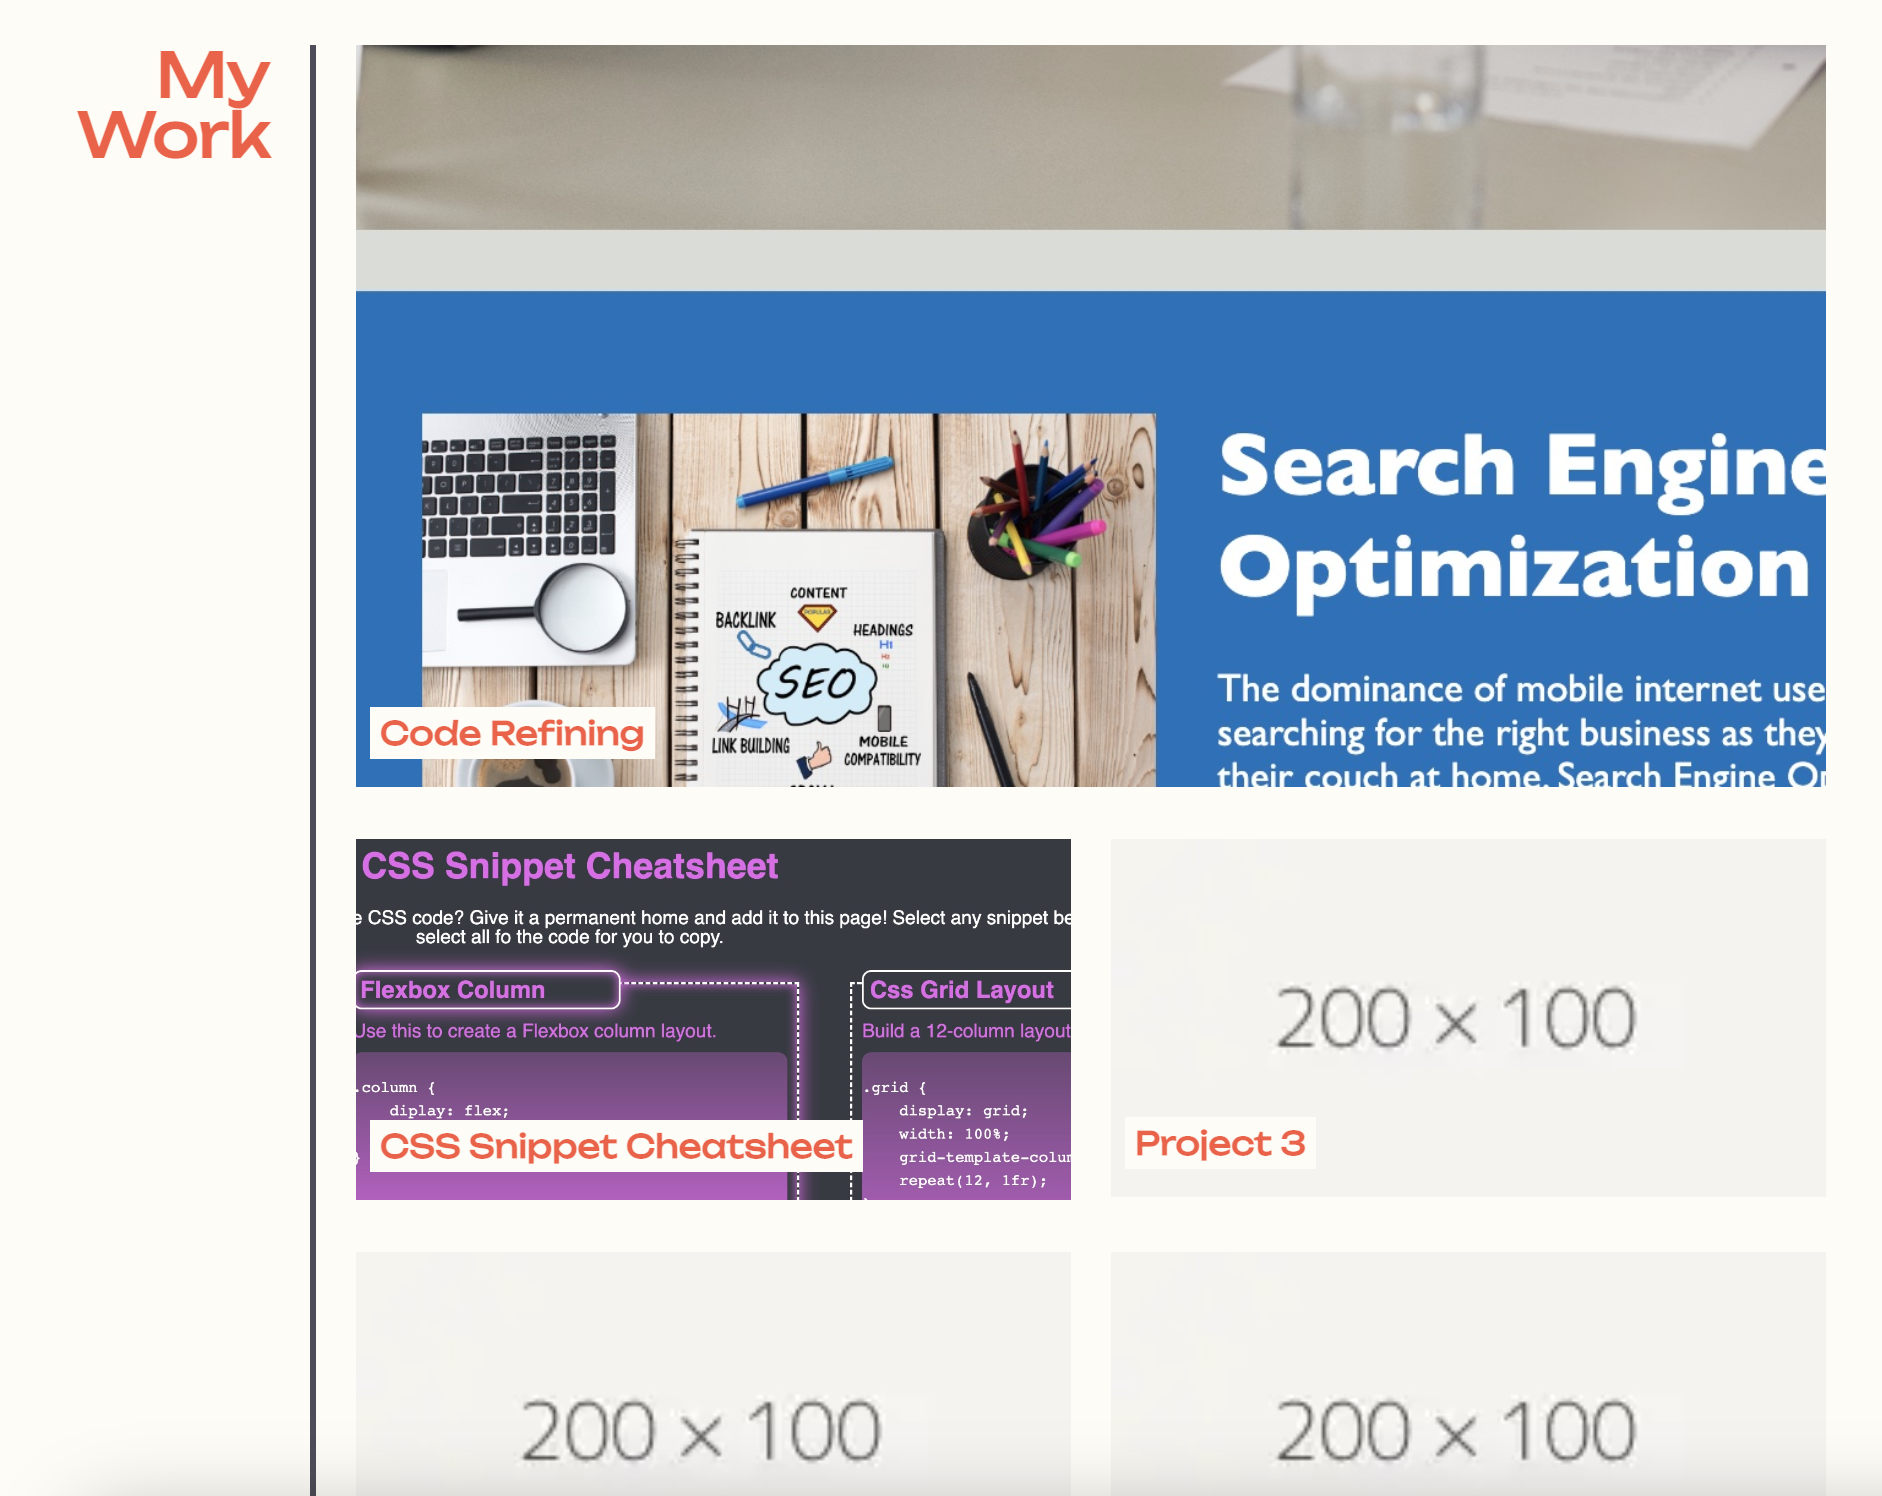 My
Work
Search Engine
Optimization
CONTENT
POPULAR
BACKLINK
HEADINGS
H1
H2
H3
SEO
LINK BUILDING
MOBILE
COMPATIBILITY
The dominance of mobile internet use
searching for the right business as they
their couch at home. Search Engine Op
Code Refining
CSS Snippet Cheatsheet
e CSS code? Give it a permanent home and add it to this page! Select any snippet be
select all fo the code for you to copy.
Flexbox Column
Use this to create a Flexbox column layout.
.column {
diplay: flex;
}
Css Grid Layout
Build a 12-column layout
.grid {
display: grid;
width: 100%;
grid-template-colum
repeat(12, 1fr);
CSS Snippet Cheatsheet
200 × 100
Project 3
200 × 100
200 × 100